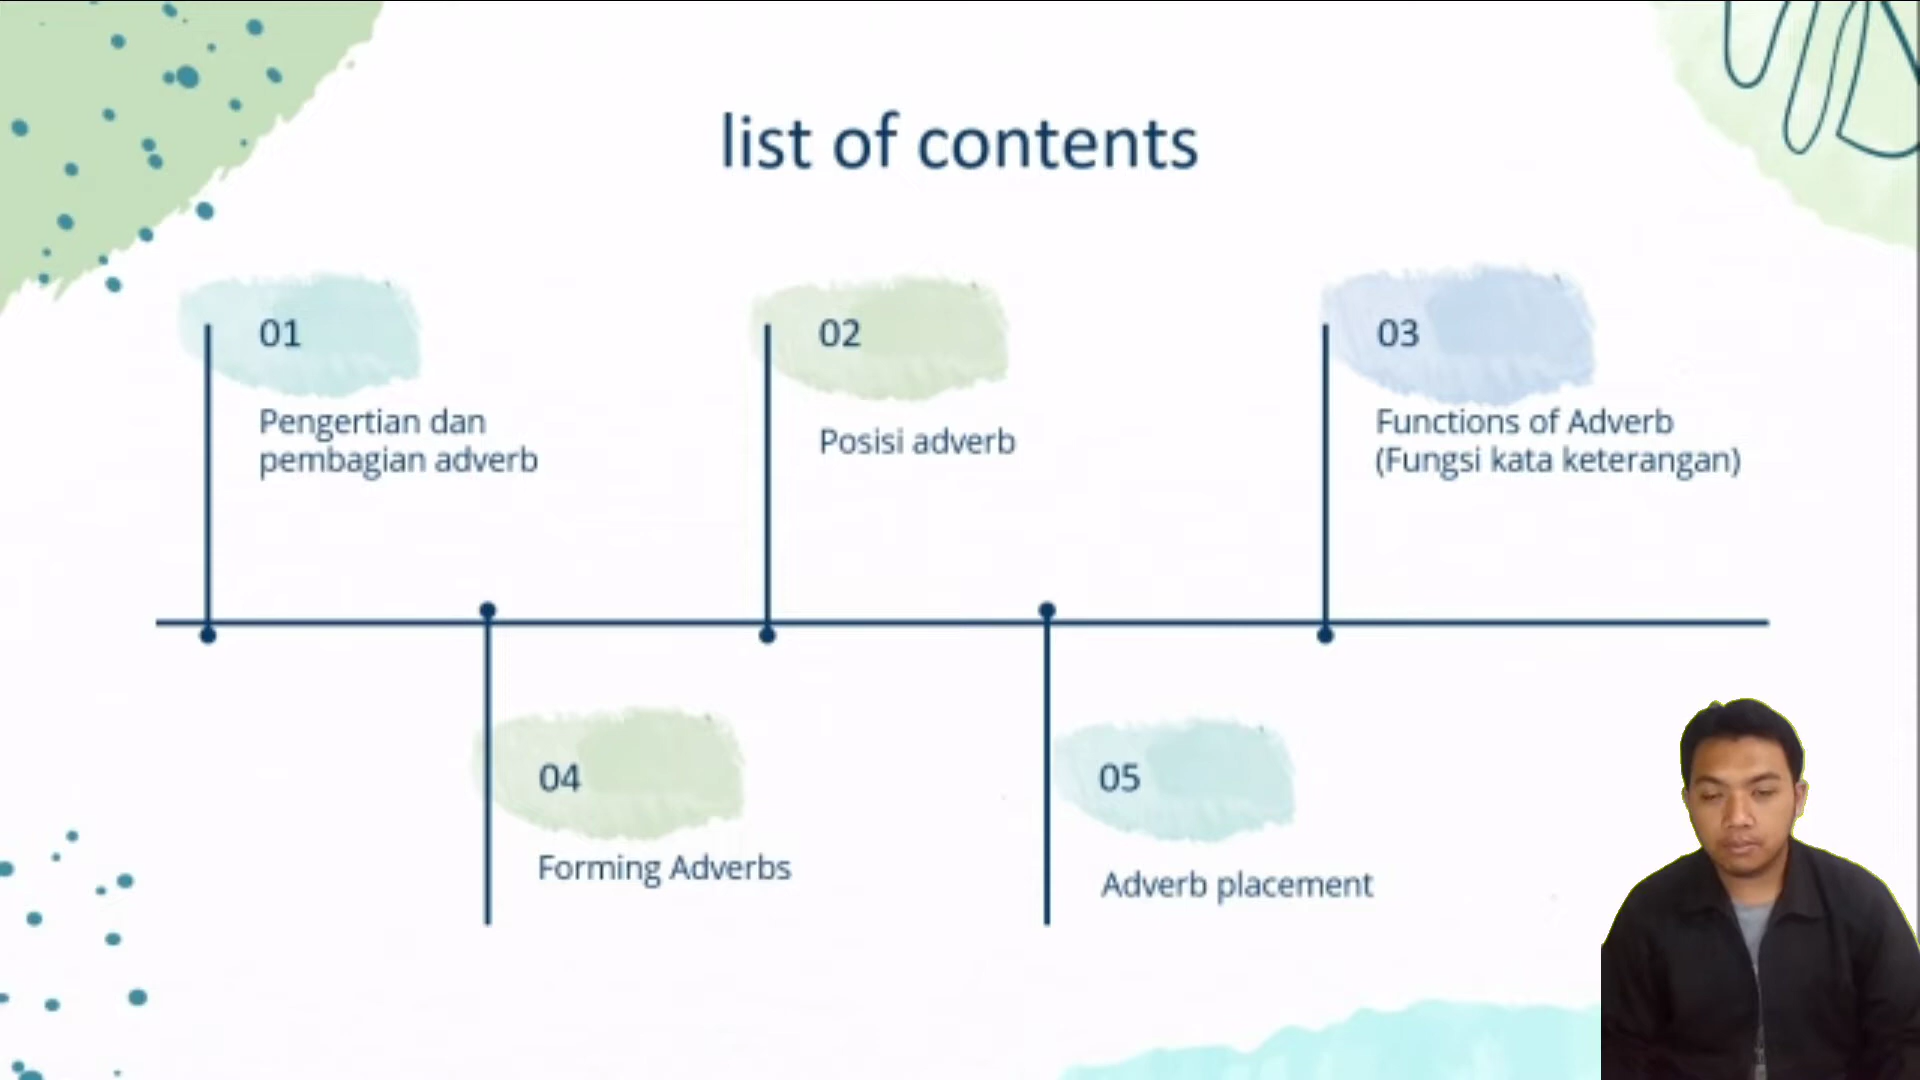 list of contents
01
Pengertian dan
pembagian adverb
02
Posisi adverb
03
Functions of Adverb
(Fungsi kata keterangan)
04
Forming Adverbs
05
Adverb placement